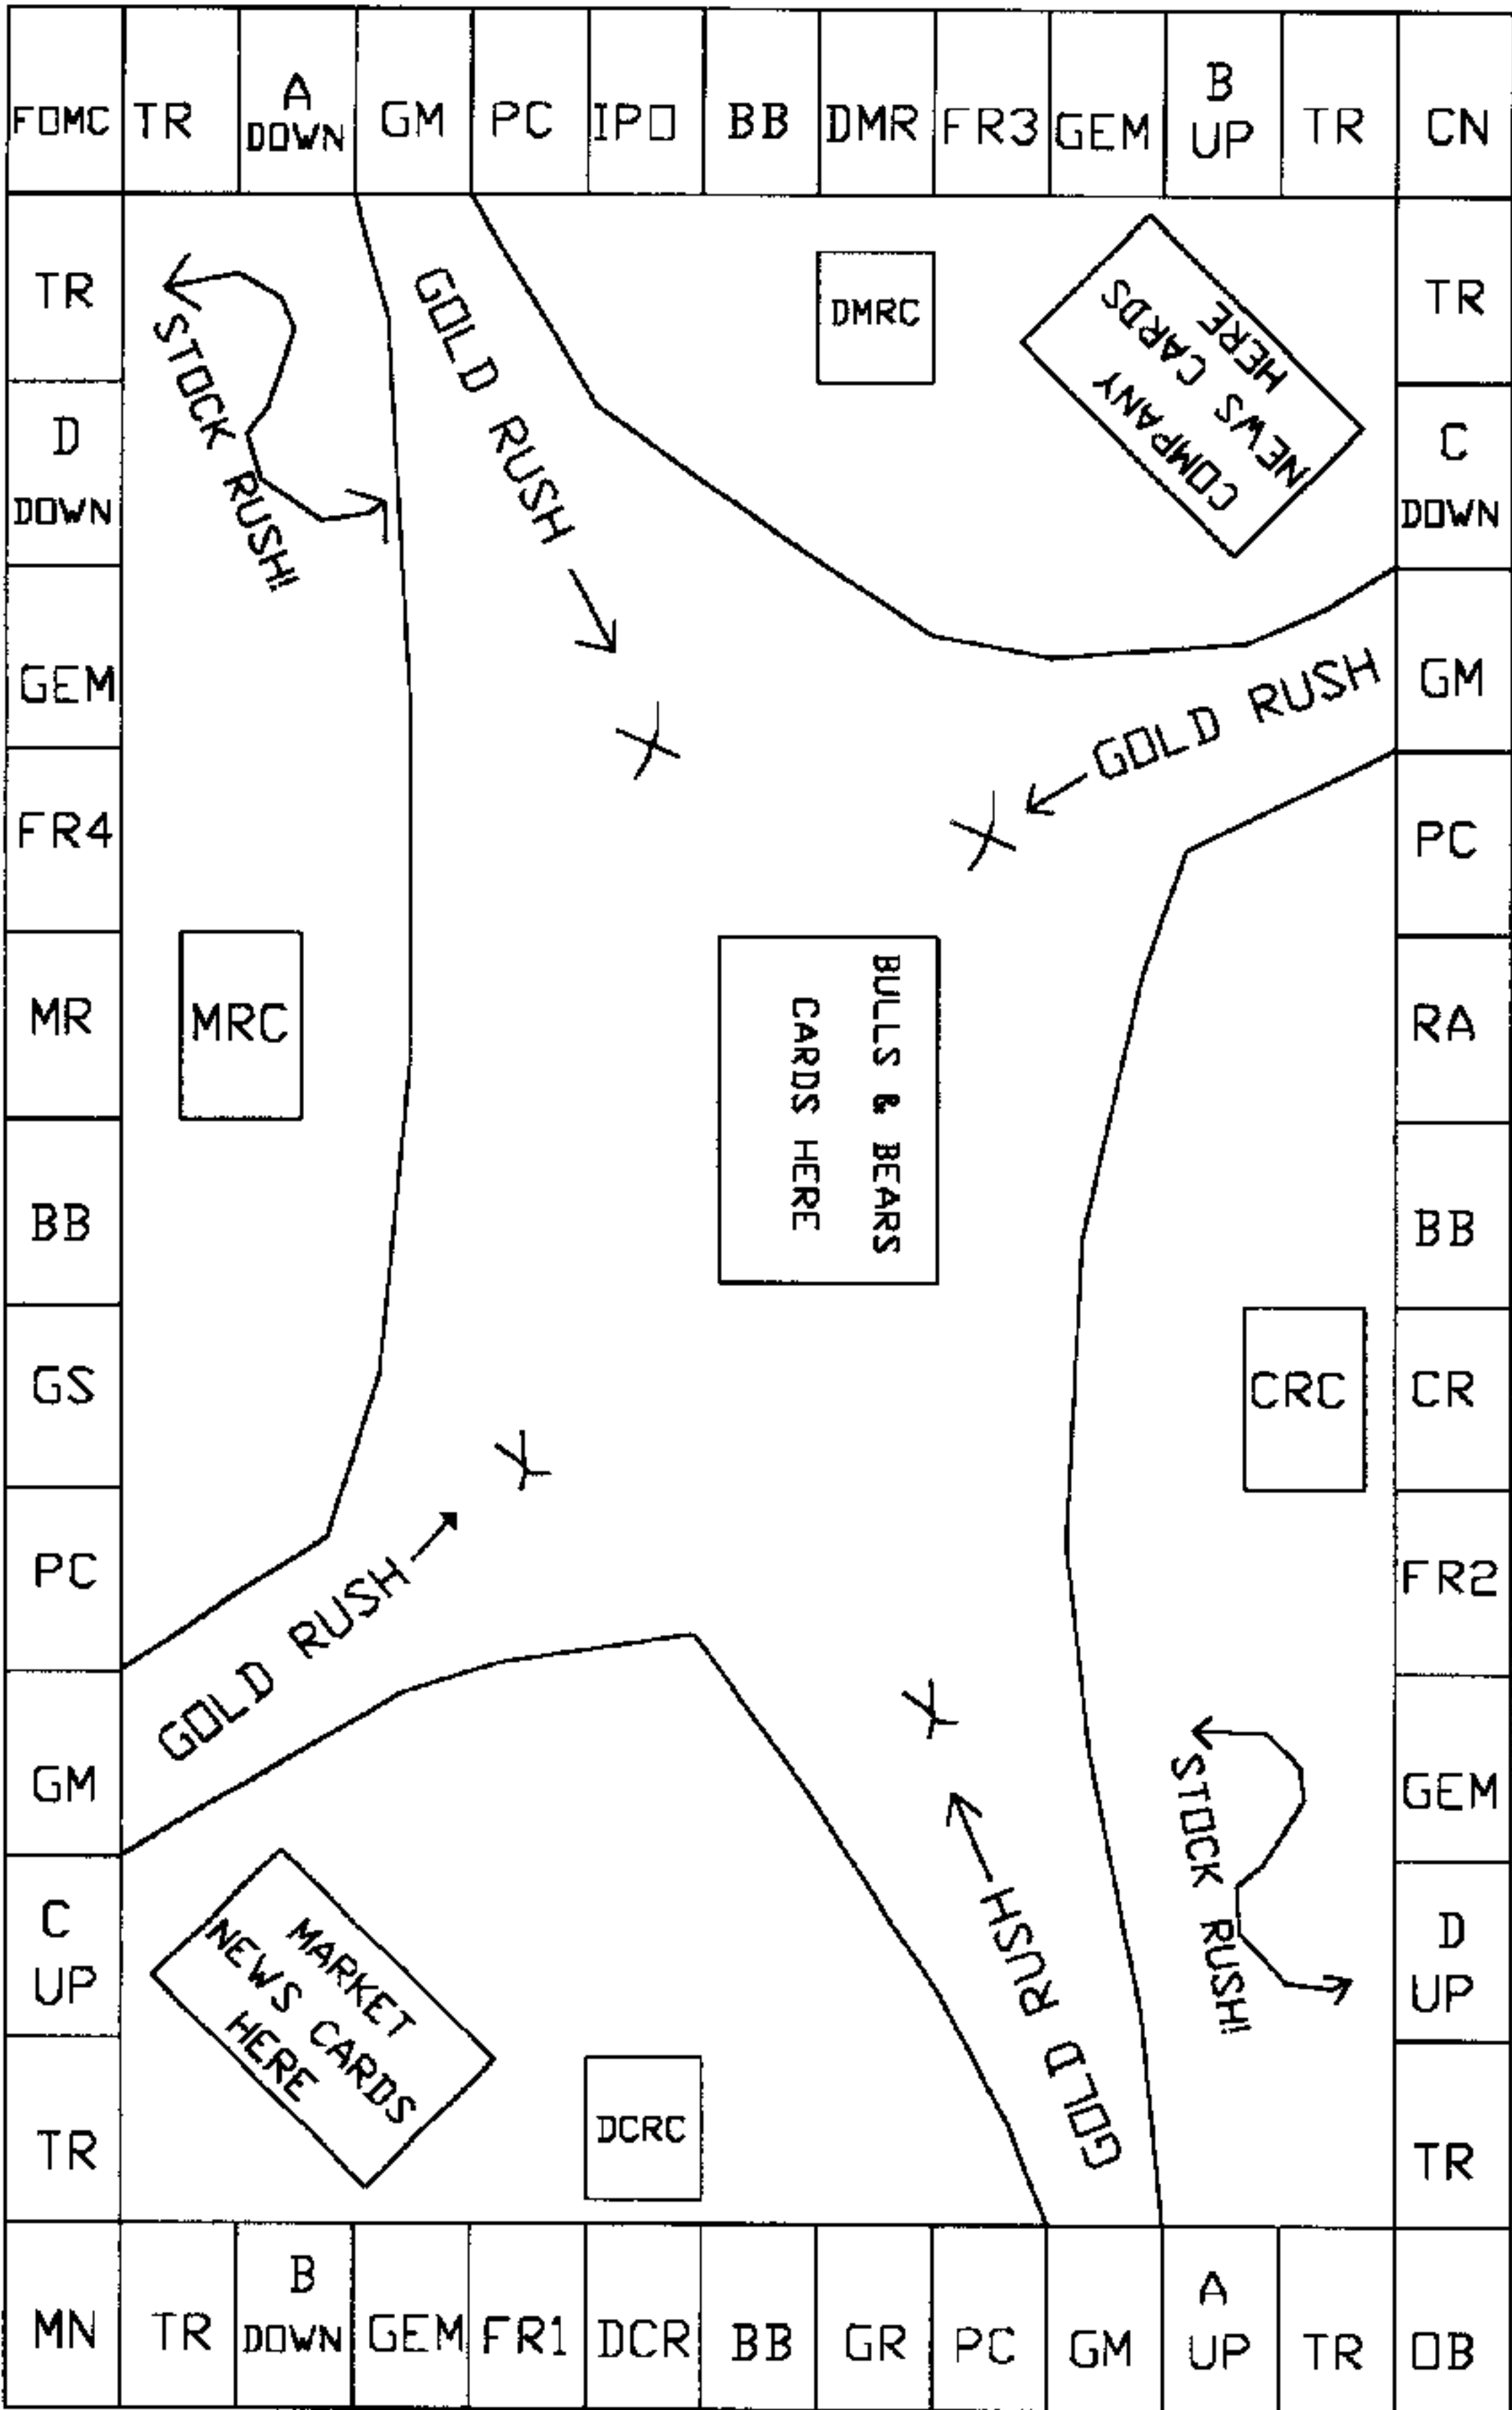 FOMC
TR
A
DOWN
GM
PC
IPO
BB
DMR
FR3
GEM
B
UP
TR
CN
TR
D
DOWN
GEM
FR4
MR
BB
GS
PC
GM
C
UP
TR
STOCK RUSH!
GOLD RUSH
DMRC
COMPANY
NEWS CARDS
HERE
GOLD RUSH
X
X
MRC
BULLS & BEARS
CARDS HERE
CRC
Y
GOLD RUSH
Y
GOLD RUSH
STOCK RUSH!
MARKET
NEWS CARDS
HERE
DCRC
TR
C
DOWN
GM
PC
RA
BB
CR
FR2
GEM
D
UP
TR
MN
TR
B
DOWN
GEM
FR1
DCR
BB
GR
PC
GM
A
UP
TR
OB